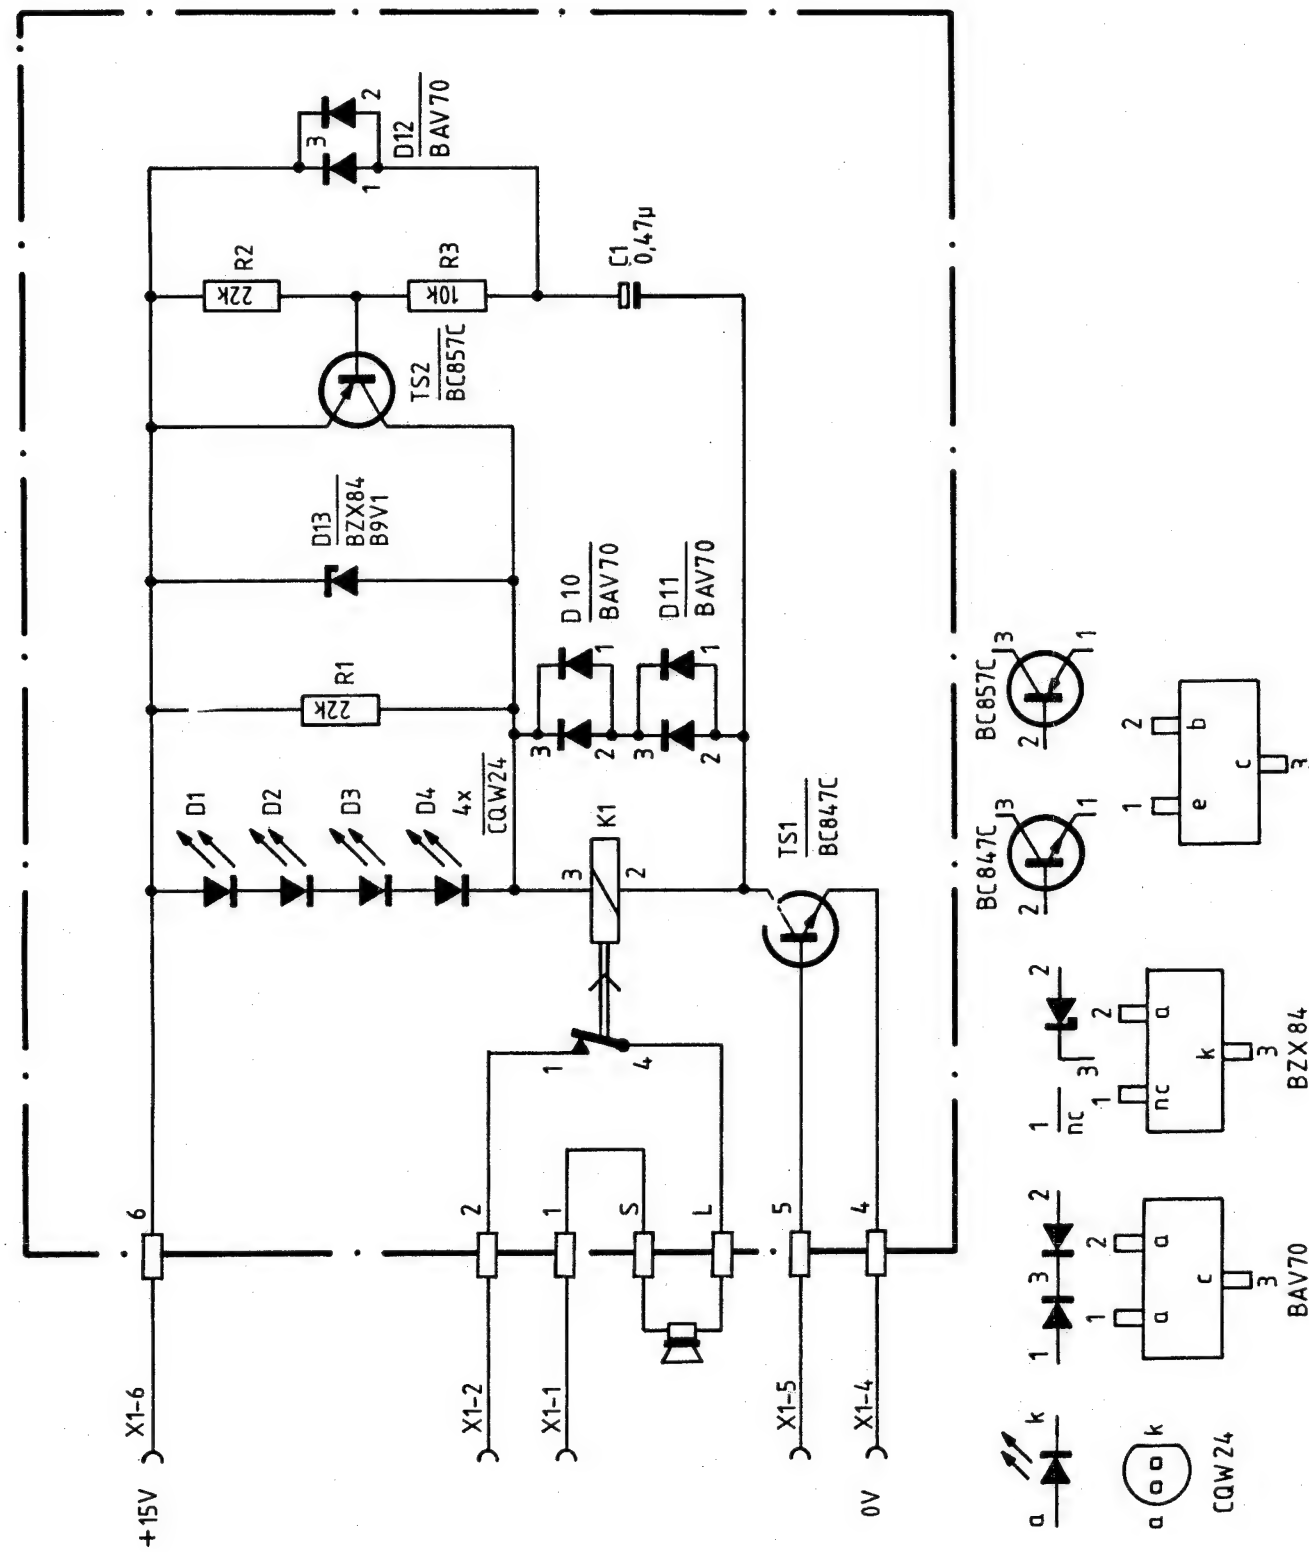 D12
BAV70
3
2
1
R2
22k
R3
10k
C1
0,47µ
TS2
BC857C
D13
BZX84
B9V1
D10
BAV70
D11
BAV70
R1
22k
3
1
2
3
1
2
D1
D2
D3
D4
4x
CQW24
3
K1
2
TS1
BC847C
1
4
6
2
1
S
L
5
4
X1-6
X1-2
X1-1
X1-5
X1-4
+15V
0V
a
k
a
k
CQW24
1
3
2
1
2
a
a
c
3
BAV70
1
nc
3
2
1
2
nc
a
k
3
BZX84
BC847C
3
2
1
BC857C
3
2
1
1
2
e
b
c
3